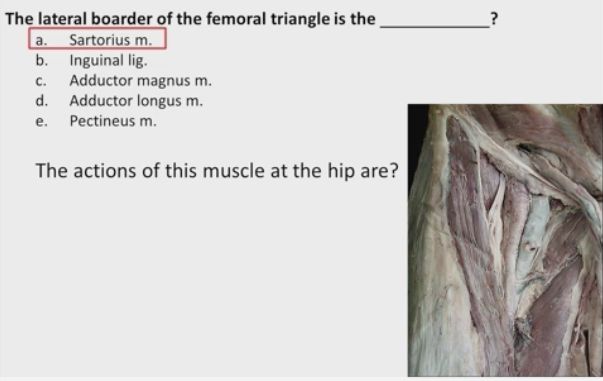 The lateral boarder of the femoral triangle is the ____________?
a. Sartorius m.
b. Inguinal lig.
c. Adductor magnus m.
d. Adductor longus m.
e. Pectineus m.
The actions of this muscle at the hip are?